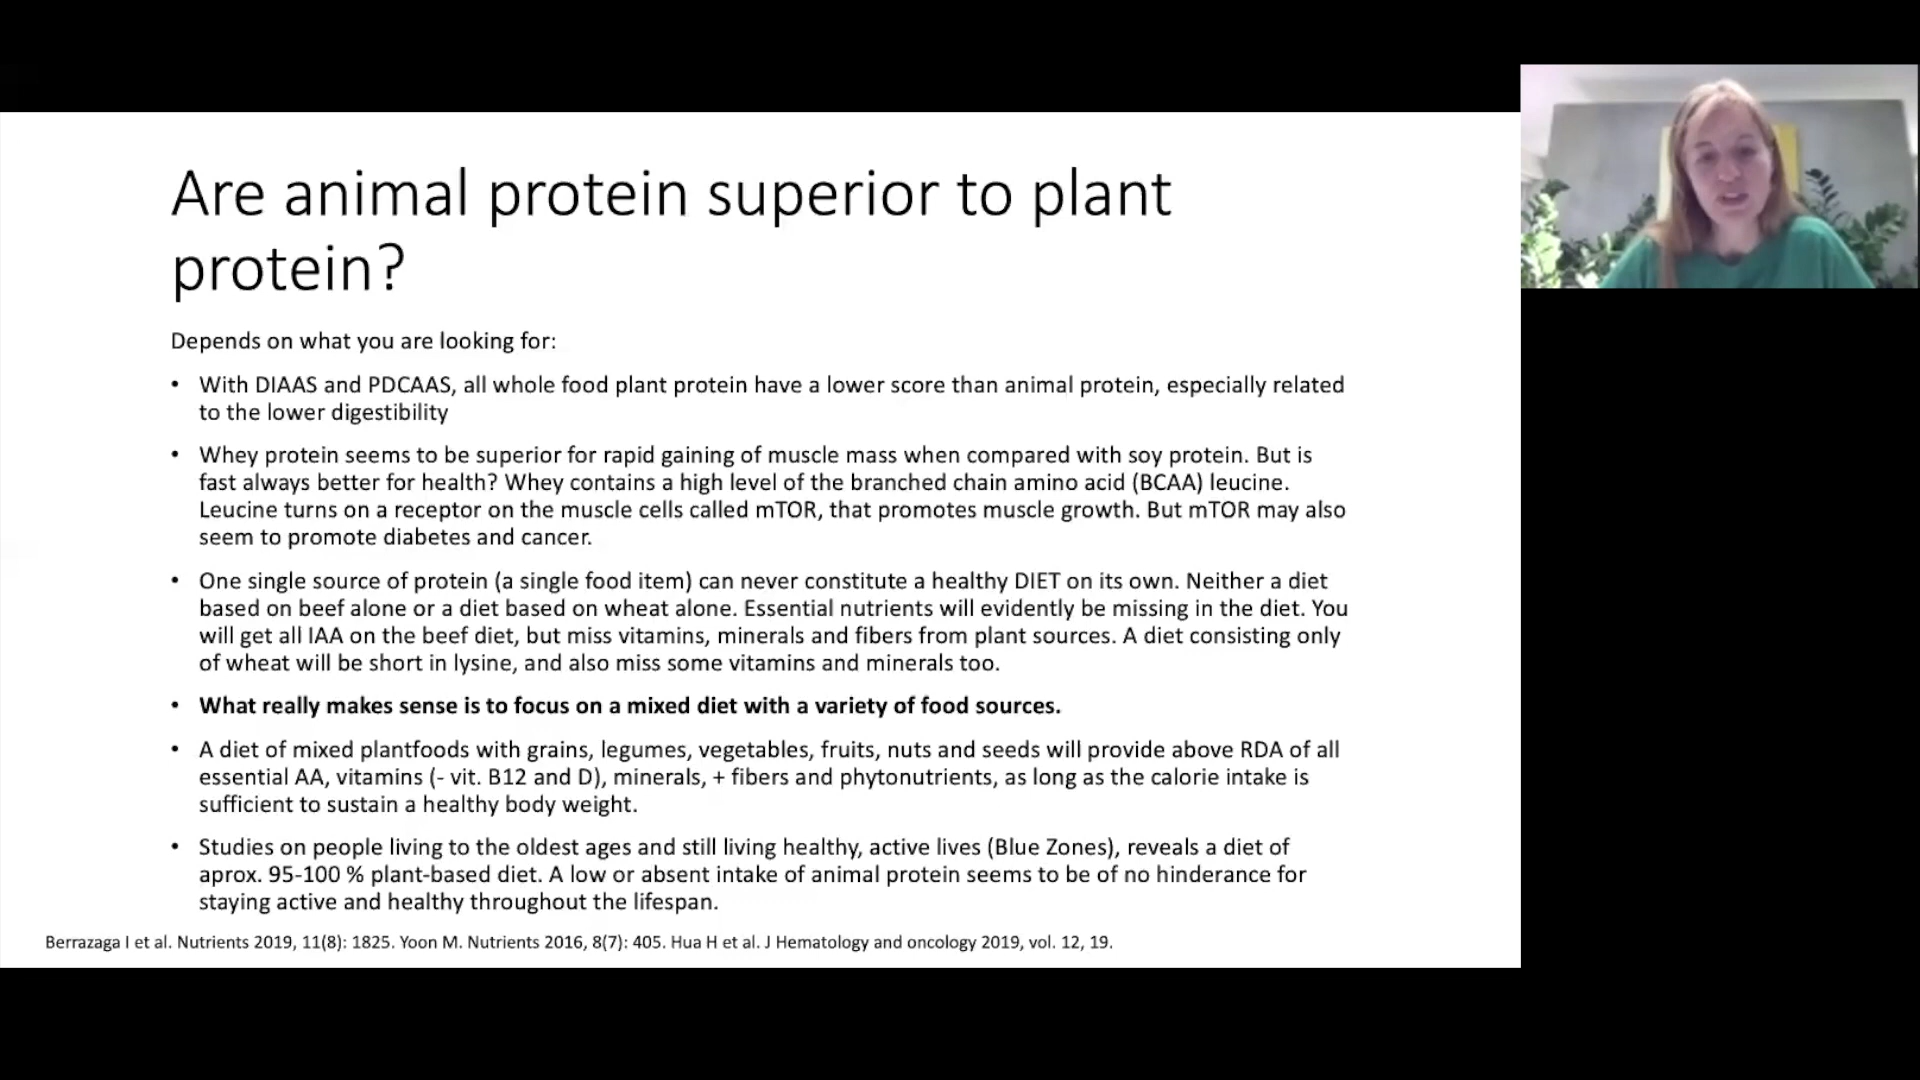 Are animal protein superior to plant
protein?
Depends on what you are looking for:
• With DIAAS and PDCAAS, all whole food plant protein have a lower score than animal protein, especially related
to the lower digestibility
• Whey protein seems to be superior for rapid gaining of muscle mass when compared with soy protein. But is
fast always better for health? Whey contains a high level of the branched chain amino acid (BCAA) leucine.
Leucine turns on a receptor on the muscle cells called mTOR, that promotes muscle growth. But mTOR may also
seem to promote diabetes and cancer.
• One single source of protein (a single food item) can never constitute a healthy DIET on its own. Neither a diet
based on beef alone or a diet based on wheat alone. Essential nutrients will evidently be missing in the diet. You
will get all IAA on the beef diet, but miss vitamins, minerals and fibers from plant sources. A diet consisting only
of wheat will be short in lysine, and also miss some vitamins and minerals too.
• What really makes sense is to focus on a mixed diet with a variety of food sources.
• A diet of mixed plantfoods with grains, legumes, vegetables, fruits, nuts and seeds will provide above RDA of all
essential AA, vitamins (- vit. B12 and D), minerals, + fibers and phytonutrients, as long as the calorie intake is
sufficient to sustain a healthy body weight.
• Studies on people living to the oldest ages and still living healthy, active lives (Blue Zones), reveals a diet of
aprox. 95-100 % plant-based diet. A low or absent intake of animal protein seems to be of no hinderance for
staying active and healthy throughout the lifespan.
Berrazaga I et al. Nutrients 2019, 11(8): 1825. Yoon M. Nutrients 2016, 8(7): 405. Hua H et al. J Hematology and oncology 2019, vol. 12, 19.